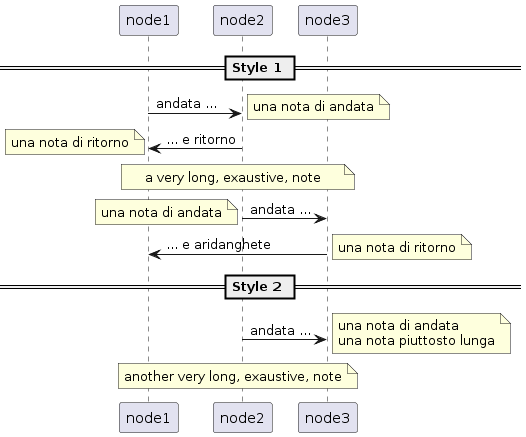 node1 node2 node3
Style 1
andata ... una nota di andata
una nota di ritorno ... e ritorno
a very long, exaustive, note
una nota di andata andata ...
... e aridanghete una nota di ritorno
Style 2
andata ... una nota di andata
una nota piuttosto lunga
another very long, exaustive, note
node1 node2 node3